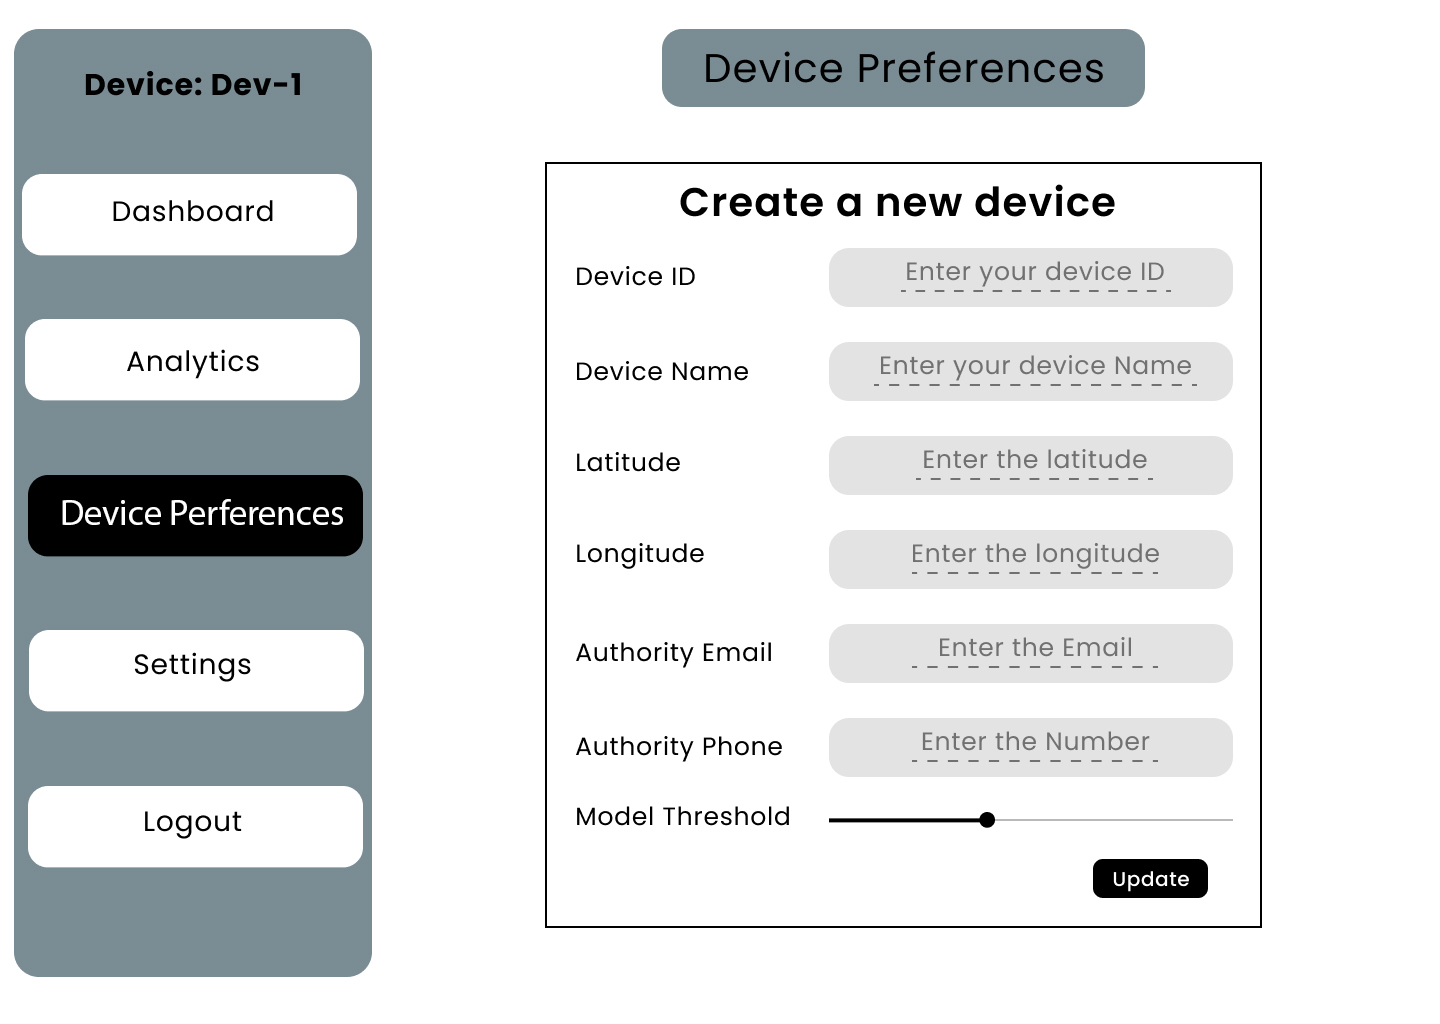 Device: Dev-1
Dashboard
Analytics
Device Perferences
Settings
Logout
Device Preferences
Create a new device
Device ID
Enter your device ID
Device Name
Enter your device Name
Latitude
Enter the latitude
Longitude
Enter the longitude
Authority Email
Enter the Email
Authority Phone
Enter the Number
Model Threshold
Update